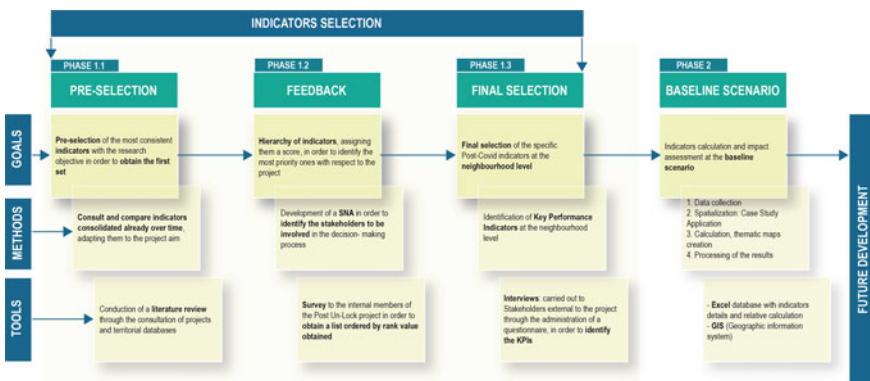 INDICATORS SELECTION
PHASE 1.1
PRE-SELECTION
PHASE 1.2
FEEDBACK
PHASE 1.3
FINAL SELECTION
PHASE 2
BASELINE SCENARIO
GOALS
Pre-selection of the most consistent
indicators with the research
objective in order to obtain the first
set
Hierarchy of indicators, assigning
them a score, in order to identify the
most priority ones with respect to the
project
Final selection of the specific
Post-Covid indicators at the
neighbourhood level
Indicators calculation and impact
assessment at the baseline
scenario
METHODS
Consult and compare indicators
consolidated already over time,
adapting them to the project aim
Development of a SNA in order to
identify the stakeholders to be
involved in the decision- making
process
Identification of Key Performance
Indicators at the neighbourhood
level
1. Data collection
2. Spatialization: Case Study
Application
3. Calculation, thematic maps
creation
4. Processing of the results
TOOLS
Conduction of a literature review
through the consultation of projects
and territorial databases
Survey to the internal members of
the Post Un-Lock project in order to
obtain a list ordered by rank value
obtained
Interviews: carried out to
Stakeholders external to the project
through the administration of a
questionnaire, in order to identify
the KPIs
- Excel database with indicators
details and relative calculation
- GIS (Geographic information
system)
FUTURE DEVELOPMENT